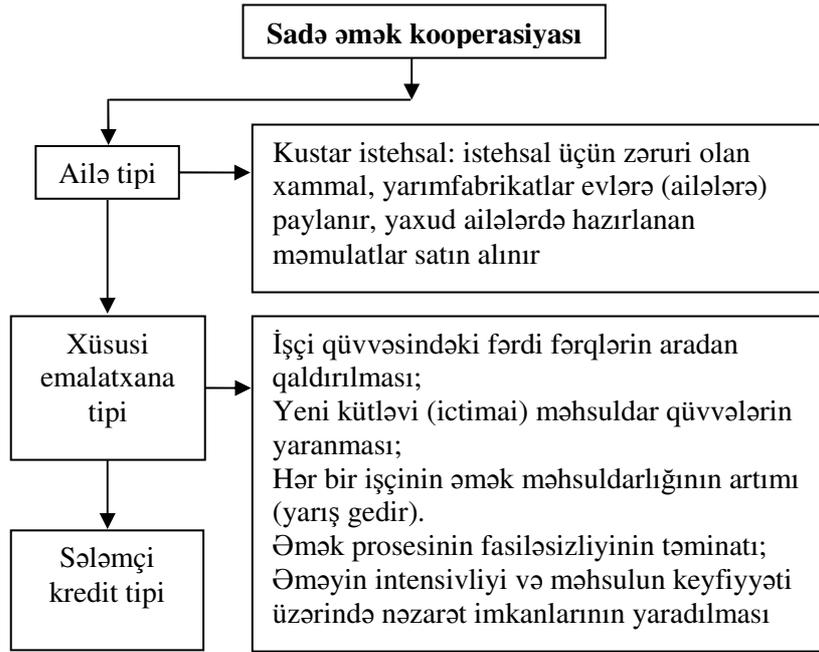 Sadə əmək kooperasiyası
Ailə tipi
Kustar istehsal: istehsal üçün zəruri olan
xammal, yarımfabrikatlar evlərə (ailələrə)
paylanır, yaxud ailələrdə hazırlanan
məmulatlar satın alınır
Xüsusi
emalatxana
tipi
İşçi qüvvəsindəki fərdi fərqlərin aradan
qaldırılması;
Yeni kütləvi (ictimai) məhsuldar qüvvələrin
yaranması;
Hər bir işçinin əmək məhsuldarlığının artımı
(yarış gedir).
Əmək prosesinin fasiləsizliyinin təminatı;
Əməyin intensivliyi və məhsulun keyfiyyəti
üzərində nəzarət imkanlarının yaradılması
Sələmçi
kredit tipi